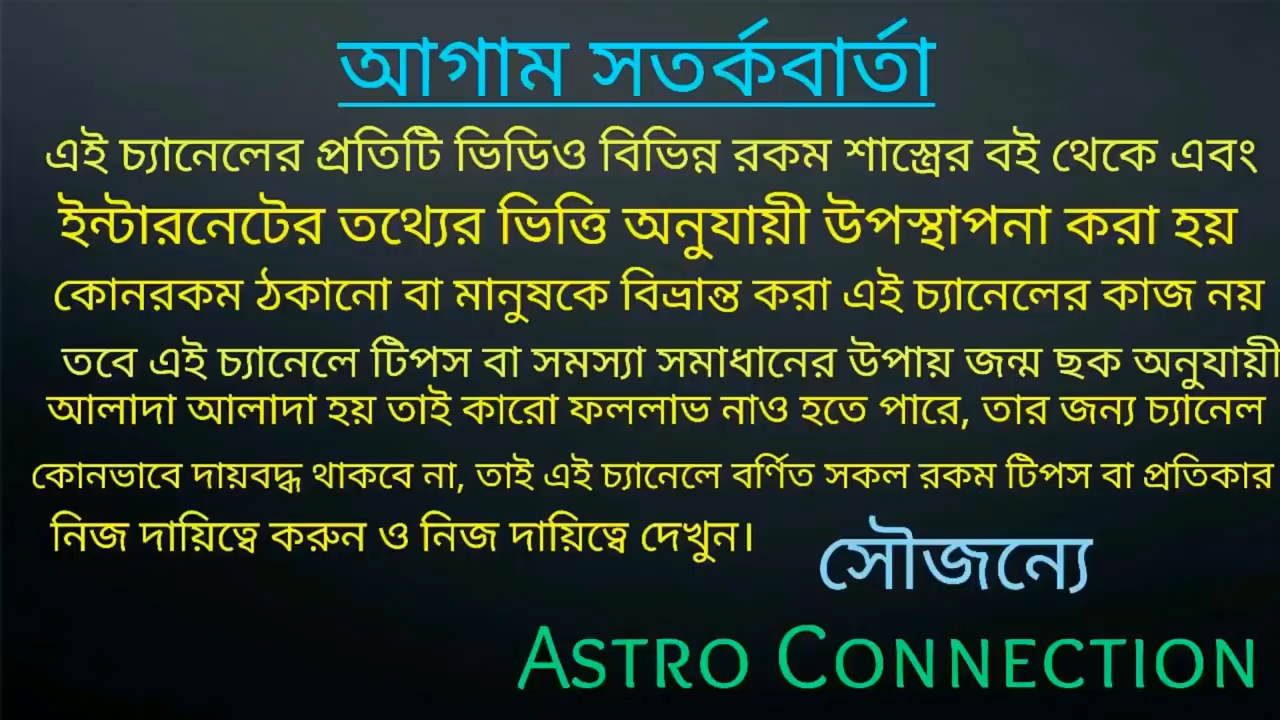 আগাম সতর্কবার্তা
এই চ্যানেলের প্রতিটি ভিডিও বিভিন্ন রকম শাস্ত্রের বই থেকে এবং
ইন্টারনেটের তথ্যের ভিত্তি অনুযায়ী উপস্থাপনা করা হয়
কোনরকম ঠকানো বা মানুষকে বিভ্রান্ত করা এই চ্যানেলের কাজ নয়
তবে এই চ্যানেলে টিপস বা সমস্যা সমাধানের উপায় জন্ম ছক অনুযায়ী
আলাদা আলাদা হয় তাই কারো ফললাভ নাও হতে পারে, তার জন্য চ্যানেল
কোনভাবে দায়বদ্ধ থাকবে না, তাই এই চ্যানেলে বর্ণিত সকল রকম টিপস বা প্রতিকার
নিজ দায়িত্বে করুন ও নিজ দায়িত্বে দেখুন।
সৌজন্যে
ASTRO CONNECTION